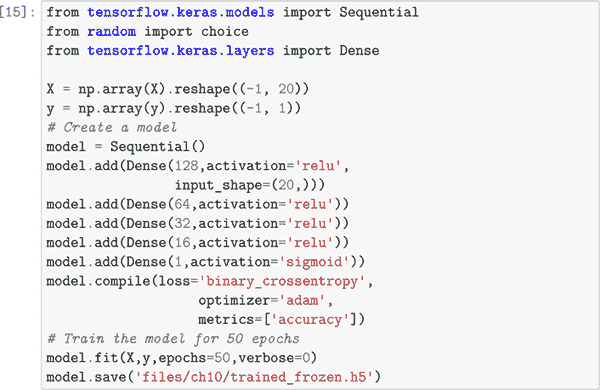 [15]: from tensorflow.keras.models import Sequential
from random import choice
from tensorflow.keras.layers import Dense
X = np.array(X).reshape((-1, 20))
y = np.array(y).reshape((-1, 1))
# Create a model
model = Sequential()
model.add(Dense(128,activation='relu',
input_shape=(20,)))
model.add(Dense(64,activation='relu'))
model.add(Dense(32,activation='relu'))
model.add(Dense(16,activation='relu'))
model.add(Dense(1,activation='sigmoid'))
model.compile(loss='binary_crossentropy',
optimizer='adam',
metrics=['accuracy'])
# Train the model for 50 epochs
model.fit(X,y,epochs=50,verbose=0)
model.save('files/ch10/trained_frozen.h5')